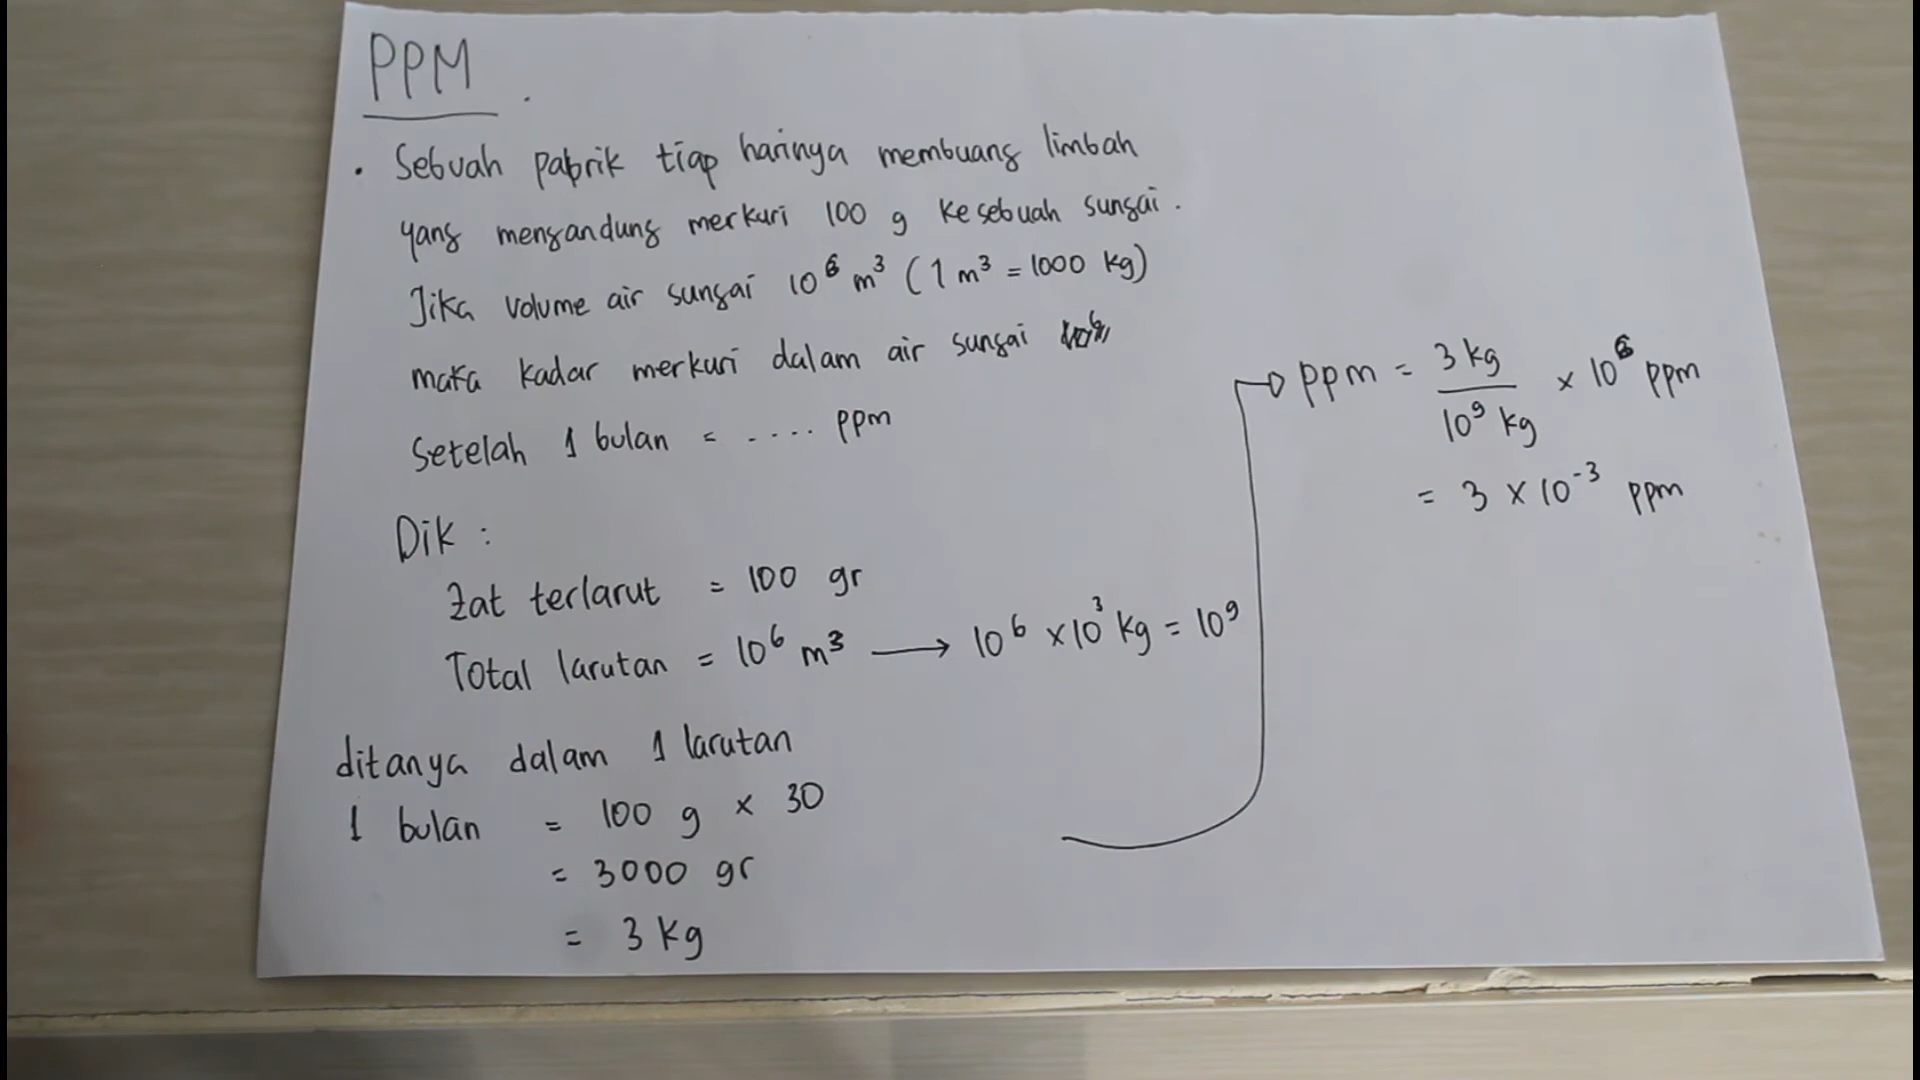 PPM
• Sebuah pabrik tiap harinya membuang limbah
yang mengandung merkuri 100 g ke sebuah sungai.
Jika volume air sungai 10⁶ m³ (1 m³ = 1000 kg)
maka kadar merkuri dalam air sungai
Setelah 1 bulan = .... ppm
Dik :
Zat terlarut = 100 gr
Total larutan = 10⁶ m³ → 10⁶ x 10³ kg = 10⁹
ditanya dalam 1 larutan
1 bulan = 100 g x 30
= 3000 gr
= 3 kg
→ ppm = 3 kg / 10⁹ kg x 10⁶ ppm
= 3 x 10⁻³ ppm